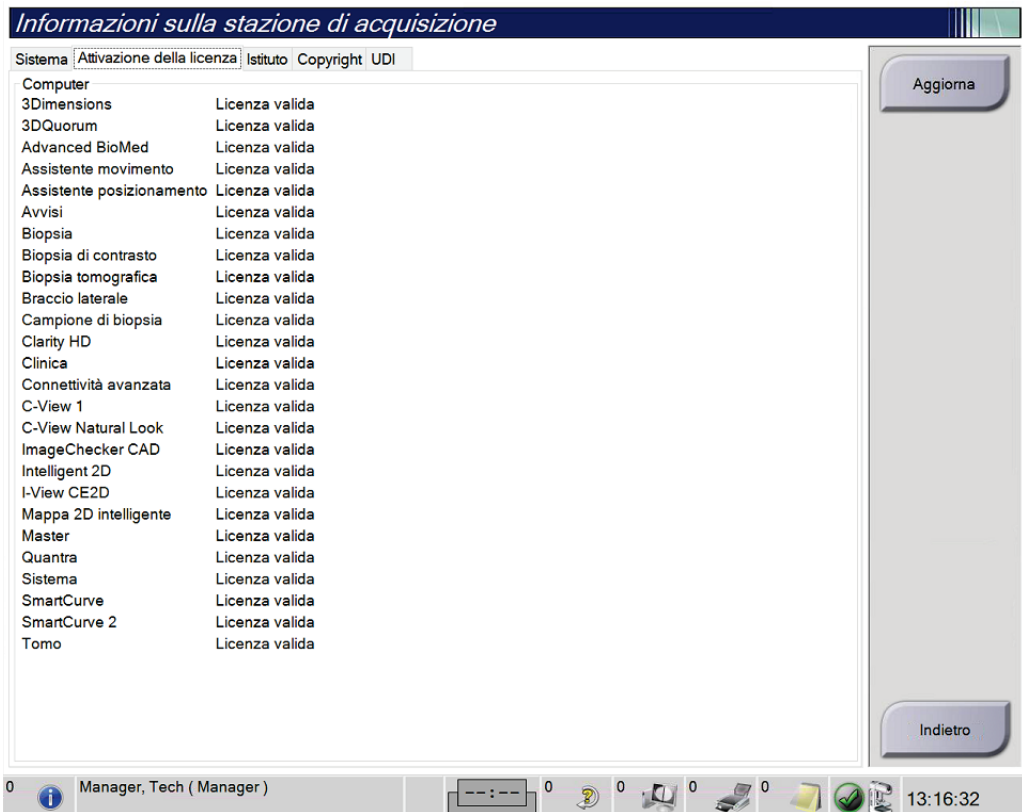 Informazioni sulla stazione di acquisizione
Sistema Attivazione della licenza Istituto Copyright UDI
Aggiorna
Computer
3Dimensions Licenza valida
3DQuorum Licenza valida
Advanced BioMed Licenza valida
Assistente movimento Licenza valida
Assistente posizionamento Licenza valida
Avvisi Licenza valida
Biopsia Licenza valida
Biopsia di contrasto Licenza valida
Biopsia tomografica Licenza valida
Braccio laterale Licenza valida
Campione di biopsia Licenza valida
Clarity HD Licenza valida
Clinica Licenza valida
Connettività avanzata Licenza valida
C-View 1 Licenza valida
C-View Natural Look Licenza valida
ImageChecker CAD Licenza valida
Intelligent 2D Licenza valida
I-View CE2D Licenza valida
Mappa 2D intelligente Licenza valida
Master Licenza valida
Quantra Licenza valida
Sistema Licenza valida
SmartCurve Licenza valida
SmartCurve 2 Licenza valida
Tomo Licenza valida
Indietro
0 Manager, Tech ( Manager ) --:-- 0 0 0 0 13:16:32